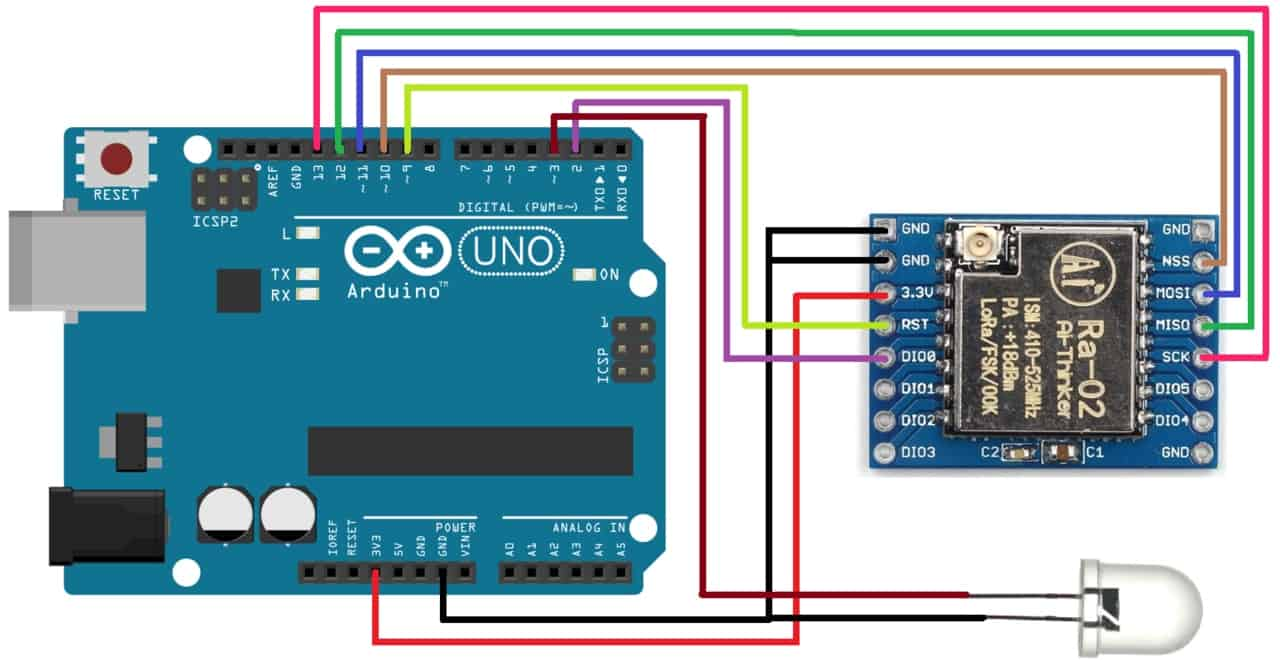 RESET
ICSP2
AREF
GND
13
12
~11
~10
~9
8
7
~6
~5
4
~3
2
TX0▶1
RX0◀0
DIGITAL (PWM=~)
L
TX
RX
Arduino™
UNO
ON
1
ICSP
IOREF
RESET
3V3
5V
GND
GND
VIN
POWER
ANALOG IN
A0
A1
A2
A3
A4
A5
GND
GND
3.3V
RST
DIO0
DIO1
DIO2
DIO3
Ai
Ra-02
Ai-Thinker
ISM:410-525MHz
PA:+18dBm
LoRa/FSK/OOK
C2
C1
GND
NSS
MOSI
MISO
SCK
DIO5
DIO4
GND